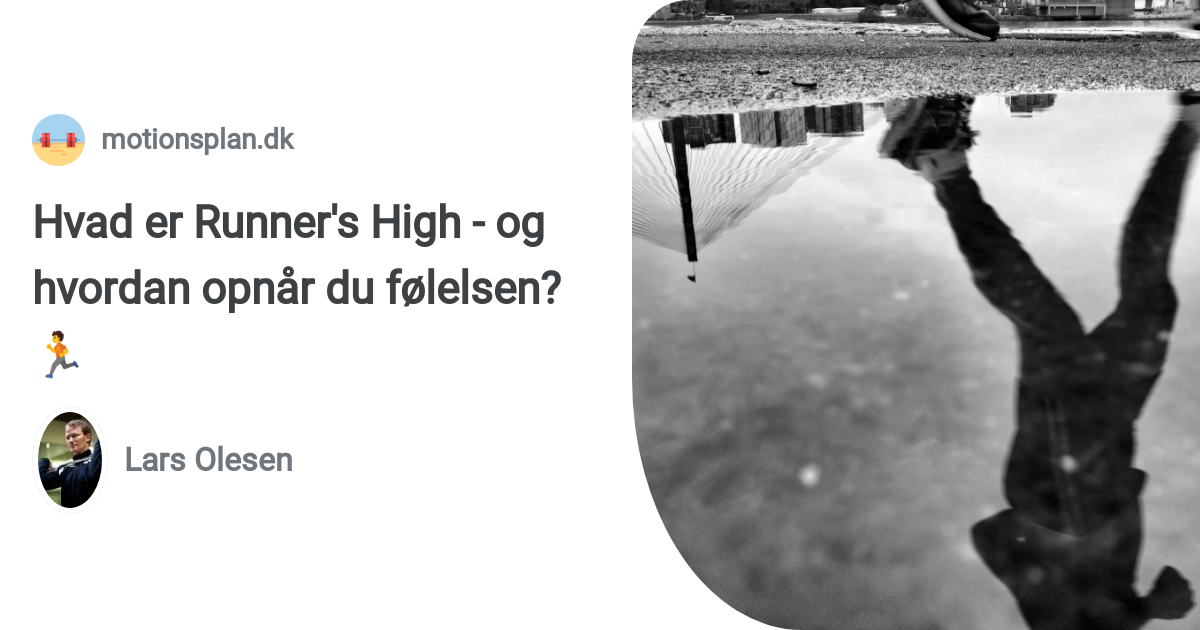 motionsplan.dk
Hvad er Runner's High - og
hvordan opnår du følelsen?
🏃
Lars Olesen